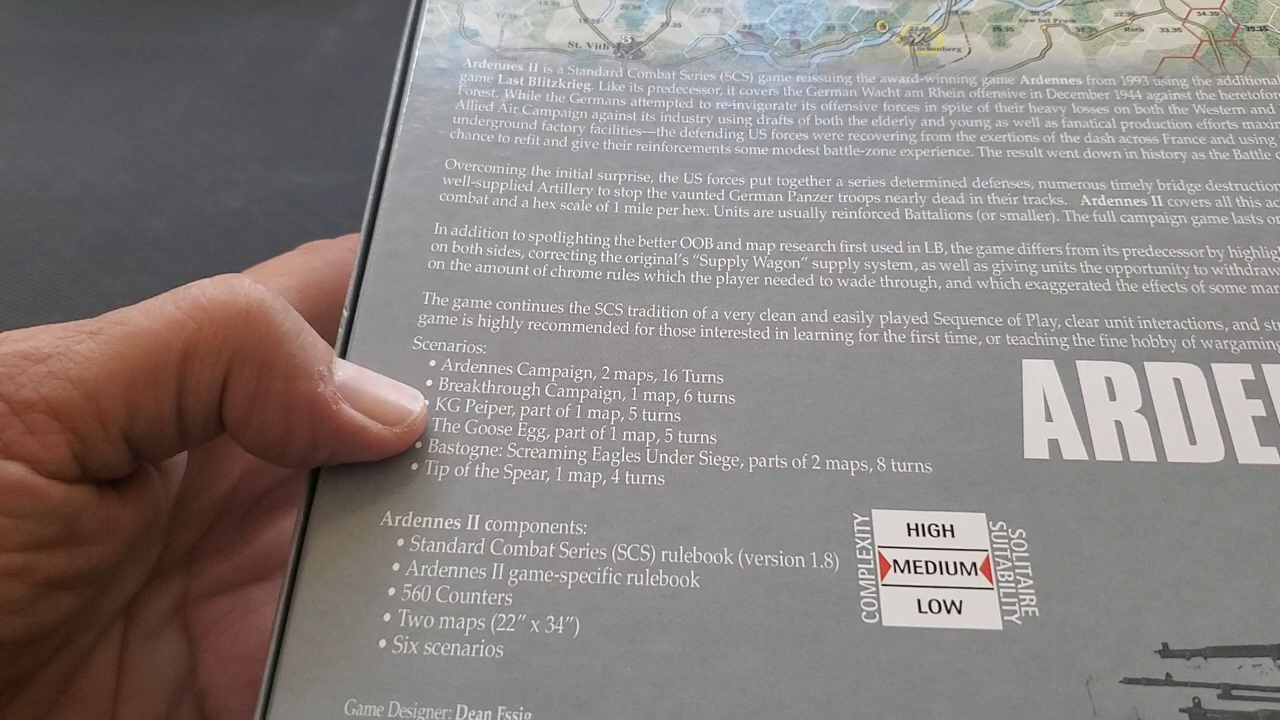 St. Vith
Ardennes II is a Standard Combat Series (SCS) game reissuing the award-winning game Ardennes from 1993 using the additional
game Last Blitzkrieg. Like its predecessor, it covers the German Wacht am Rhein offensive in December 1944 against the heretofor
Forest. While the Germans attempted to re-invigorate its offensive forces in spite of their heavy losses on both the Western and
Allied Air Campaign against its industry using drafts of both the elderly and young as well as fanatical production efforts maxim
underground factory facilities—the defending US forces were recovering from the exertions of the dash across France and using
chance to refit and give their reinforcements some modest battle-zone experience. The result went down in history as the Battle o
Overcoming the initial surprise, the US forces put together a series determined defenses, numerous timely bridge destruction
well-supplied Artillery to stop the vaunted German Panzer troops nearly dead in their tracks. Ardennes II covers all this ac
combat and a hex scale of 1 mile per hex. Units are usually reinforced Battalions (or smaller). The full campaign game lasts o
In addition to spotlighting the better OOB and map research first used in LB, the game differs from its predecessor by highlig
on both sides, correcting the original's "Supply Wagon" supply system, as well as giving units the opportunity to withdraw
on the amount of chrome rules which the player needed to wade through, and which exaggerated the effects of some mar
The game continues the SCS tradition of a very clean and easily played Sequence of Play, clear unit interactions, and st
game is highly recommended for those interested in learning for the first time, or teaching the fine hobby of wargaming
Scenarios:
• Ardennes Campaign, 2 maps, 16 Turns
• Breakthrough Campaign, 1 map, 6 turns
• KG Peiper, part of 1 map, 5 turns
The Goose Egg, part of 1 map, 5 turns
• Bastogne: Screaming Eagles Under Siege, parts of 2 maps, 8 turns
• Tip of the Spear, 1 map, 4 turns
ARDE
Ardennes II components:
• Standard Combat Series (SCS) rulebook (version 1.8)
• Ardennes II game-specific rulebook
• 560 Counters
• Two maps (22" x 34")
• Six scenarios
COMPLEXITY
HIGH
MEDIUM
LOW
SOLITAIRE
SUITABILITY
Game Designer: Dean Essig